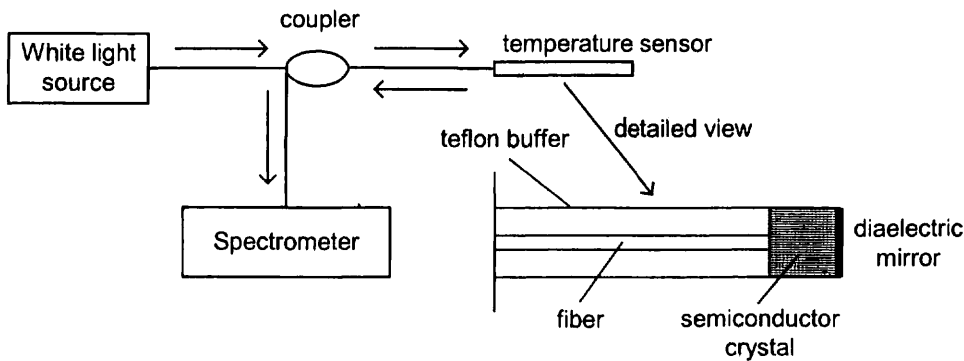 coupler
White light
source
temperature sensor
detailed view
teflon buffer
Spectrometer
diaelectric
mirror
fiber
semiconductor
crystal